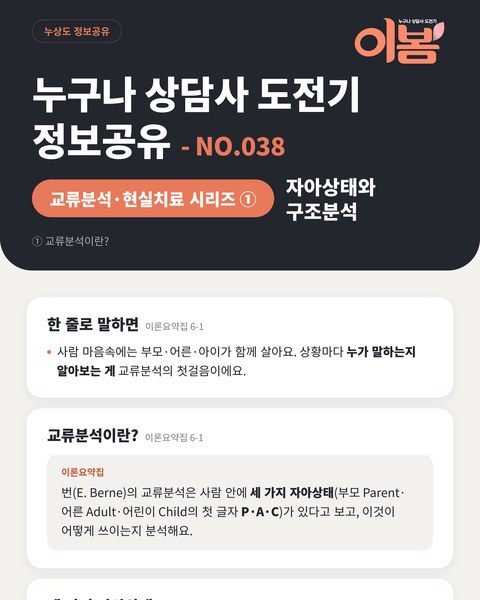 누상도 정보공유
누구나 상담사 도전기
이봄
누구나 상담사 도전기
정보공유 - NO.038
교류분석·현실치료 시리즈 ①
자아상태와
구조분석
① 교류분석이란?
한 줄로 말하면 이론요약집 6-1
• 사람 마음속에는 부모·어른·아이가 함께 살아요. 상황마다 누가 말하는지
알아보는 게 교류분석의 첫걸음이에요.
교류분석이란? 이론요약집 6-1
이론요약집
번(E. Berne)의 교류분석은 사람 안에 세 가지 자아상태(부모 Parent·
어른 Adult·어린이 Child의 첫 글자 P·A·C)가 있다고 보고, 이것이
어떻게 쓰이는지 분석해요.